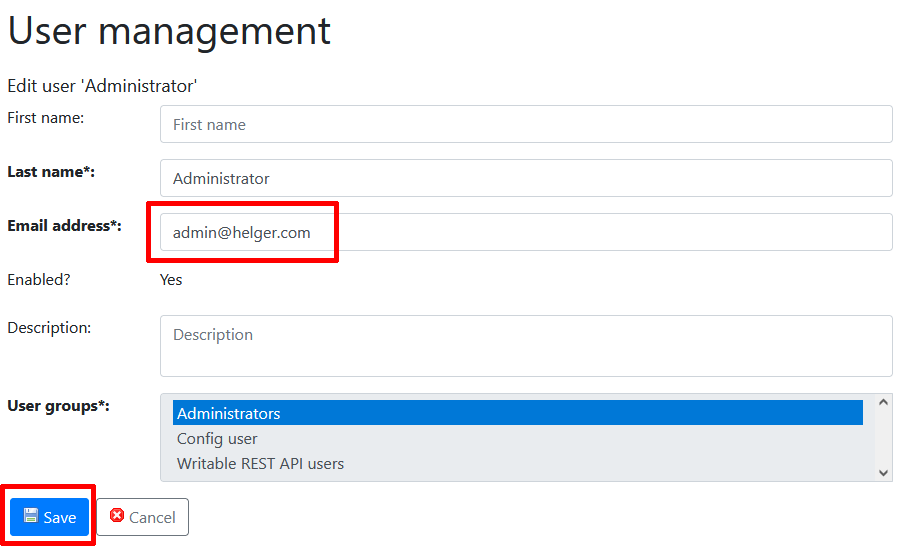 User management
Edit user 'Administrator'
First name: First name
Last name*: Administrator
Email address*: admin@helger.com
Enabled? Yes
Description: Description
User groups*: Administrators
Config user
Writable REST API users
Save Cancel